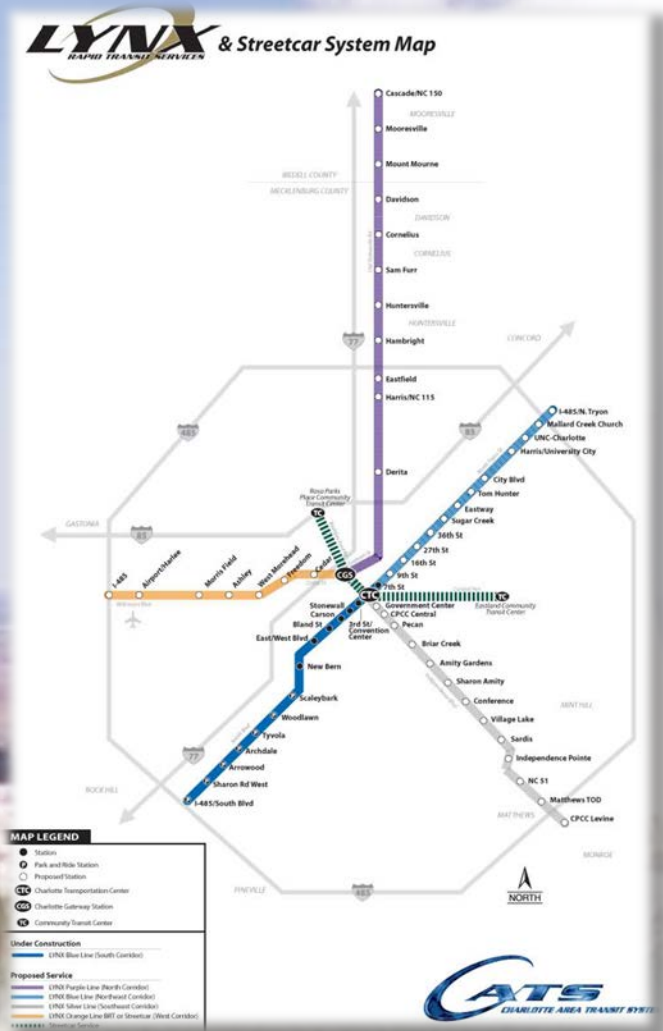 LYNX
RAPID TRANSIT SERVICES
& Streetcar System Map
Cascade/NC 150
MOORESVILLE
Mooresville
Mount Mourne
IREDELL COUNTY
MECKLENBURG COUNTY
Davidson
DAVIDSON
Cornelius
CORNELIUS
Sam Furr
Huntersville
HUNTERSVILLE
77
Hambright
CONCORD
Eastfield
Harris/NC 115
I-485/N. Tryon
Mallard Creek Church
UNC-Charlotte
485
85
Harris/University City
Derita
City Blvd
Tom Hunter
Rosa Parks
Place Community
Transit Center
TC
Eastway
Sugar Creek
GASTONIA
85
36th St
27th St
16th St
9th St
7th St
I-485
Airport/Harlee
Morris Field
Ashley
West Morehead
Freedom
Cedar
CGS
CTC
TC
Eastland Community
Transit Center
Government Center
CPCC Central
Stonewall
Carson
3rd St/
Convention
Center
Bland St
East/West Blvd
Pecan
Briar Creek
New Bern
Amity Gardens
Sharon Amity
Scaleybark
Conference
MINT HILL
Woodlawn
Village Lake
Tyvola
Sardis
Archdale
77
Independence Pointe
Arrowood
NC 51
ROCK HILL
Sharon Rd West
I-485/South Blvd
Matthews TOD
MATTHEWS
CPCC Levine
MONROE
PINEVILLE
485
NORTH
MAP LEGEND
Station
P Park and Ride Station
Proposed Station
CTC Charlotte Transportation Center
CGS Charlotte Gateway Station
TC Community Transit Center
Under Construction
LYNX Blue Line (South Corridor)
Proposed Service
LYNX Purple Line (North Corridor)
LYNX Blue Line (Northeast Corridor)
LYNX Silver Line (Southeast Corridor)
LYNX Orange Line BRT or Streetcar (West Corridor)
Streetcar Service
CATS
CHARLOTTE AREA TRANSIT SYSTEM